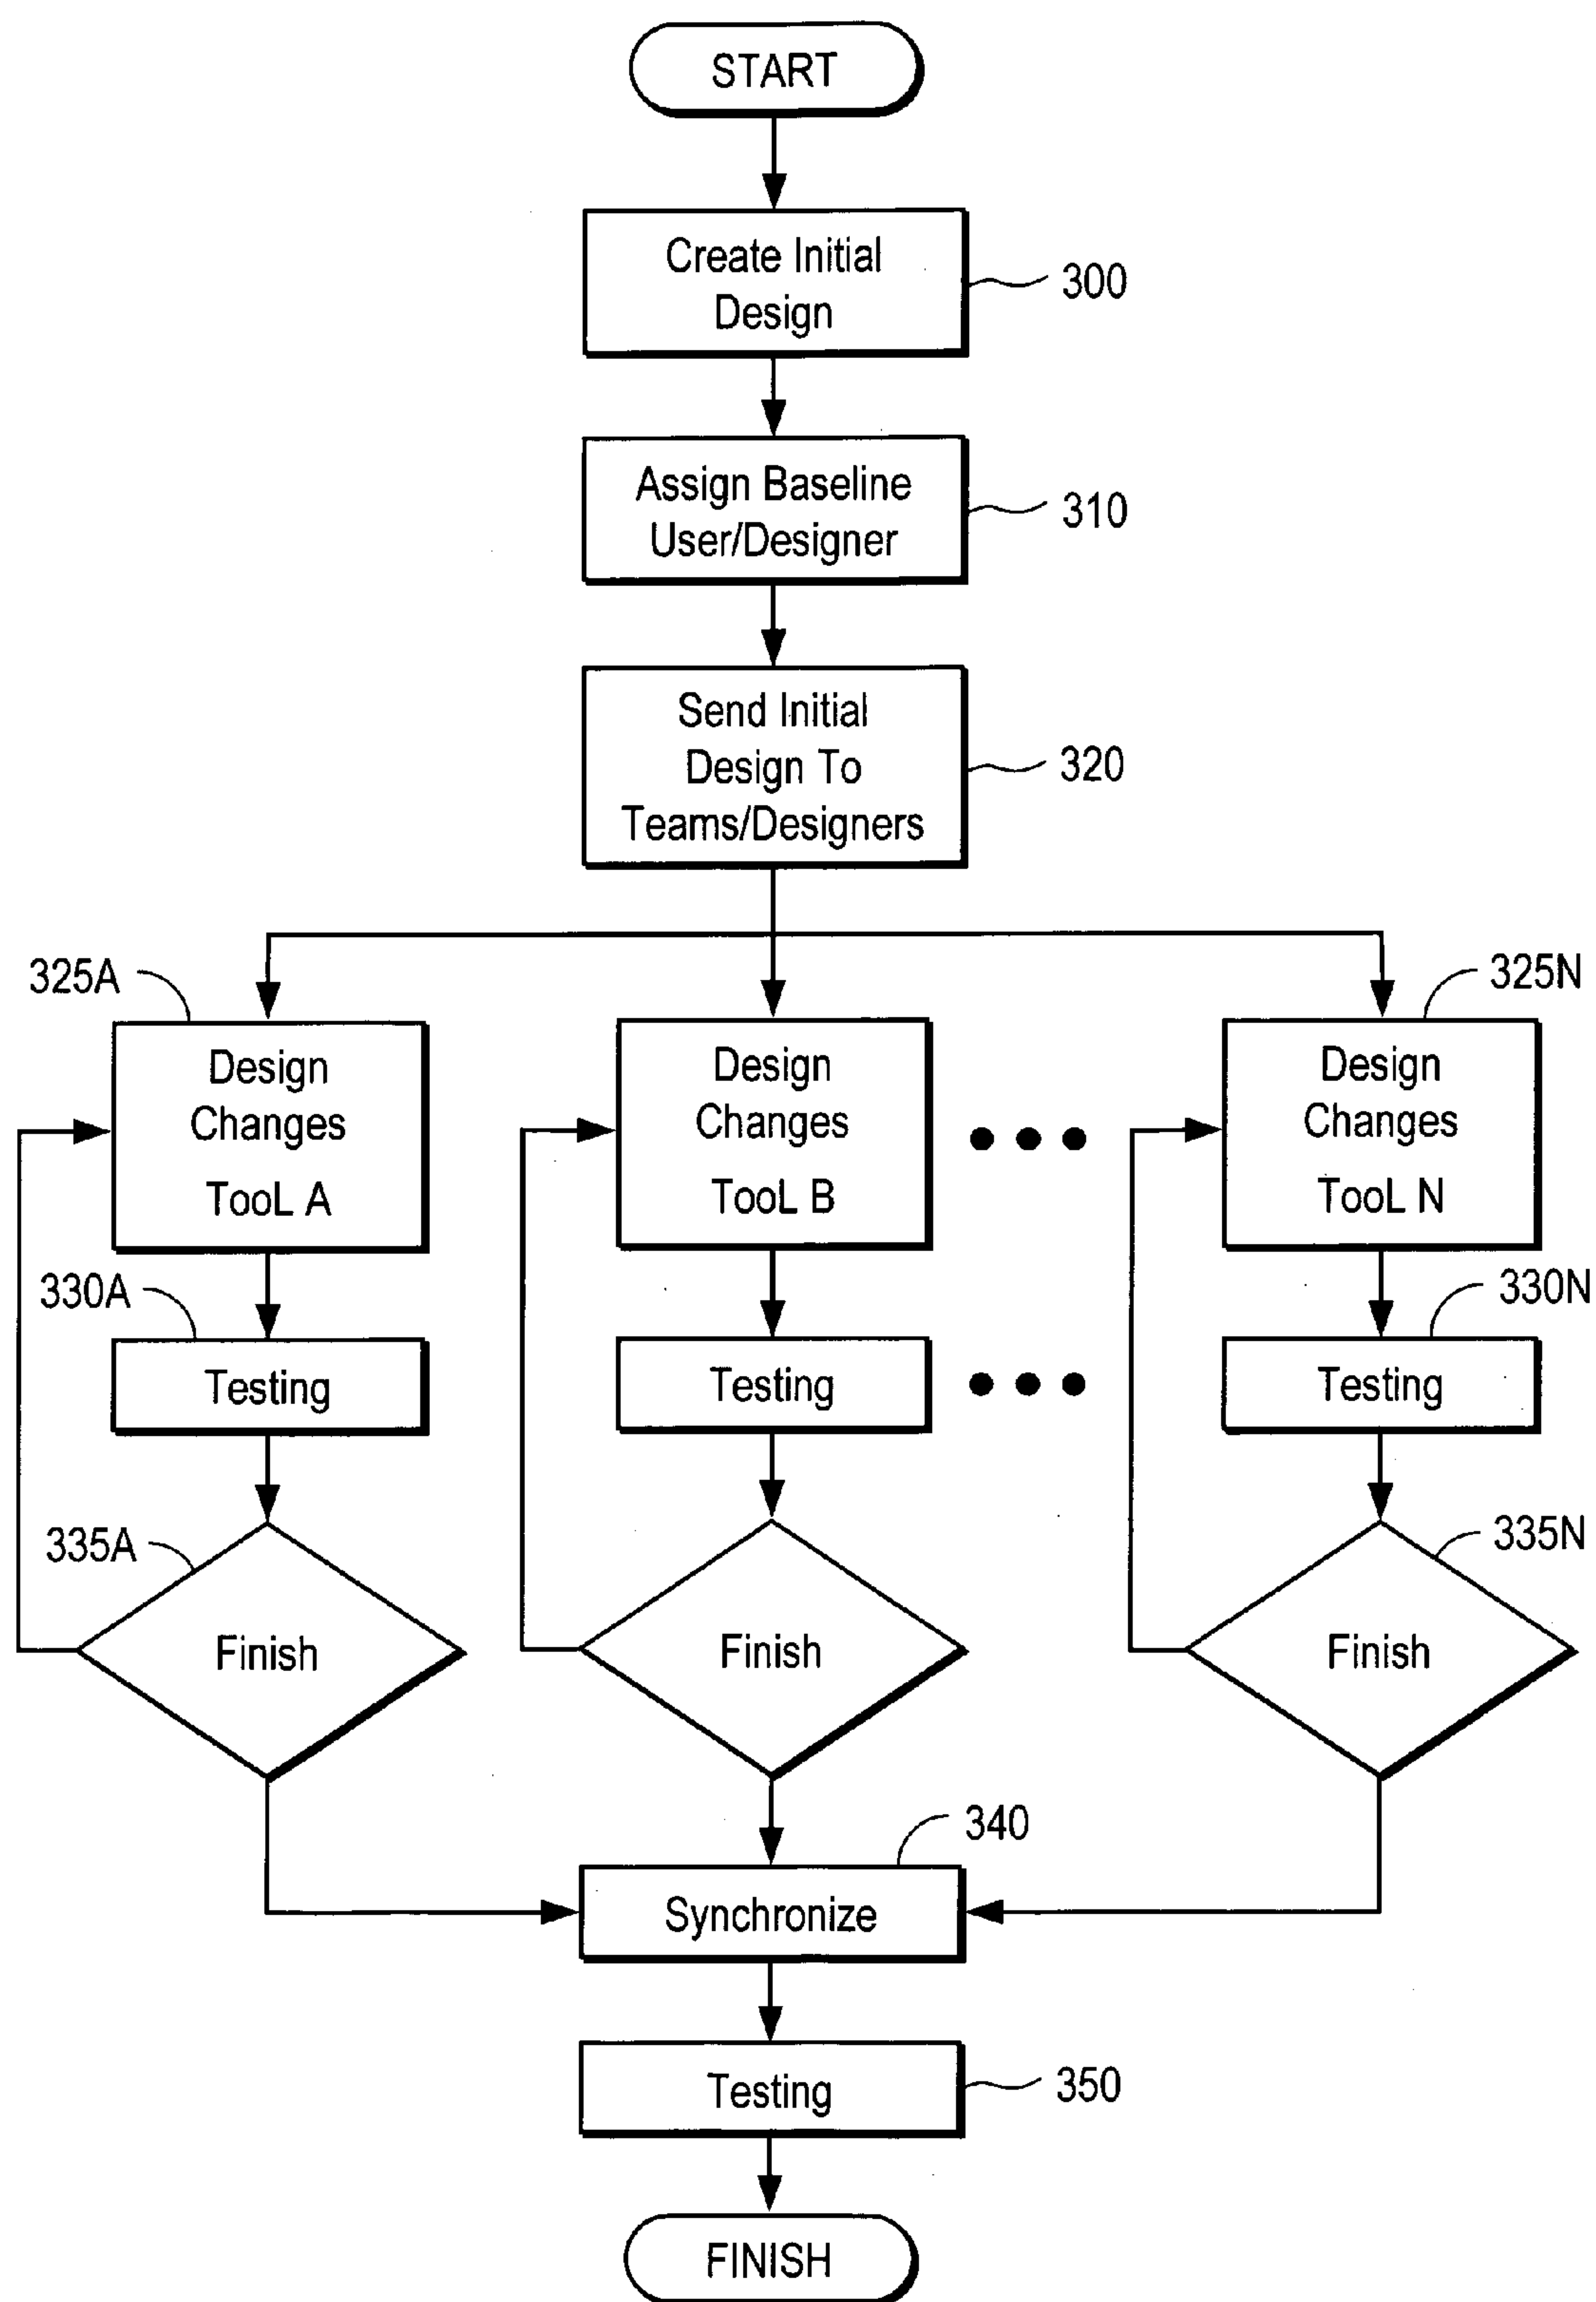 START
Create Initial
Design
300
Assign Baseline
User/Designer
310
Send Initial
Design To
Teams/Designers
320
325A
325N
Design
Changes
TooL A
Design
Changes
TooL B
Design
Changes
TooL N
330A
330N
Testing
Testing
Testing
335A
335N
Finish
Finish
Finish
340
Synchronize
Testing
350
FINISH